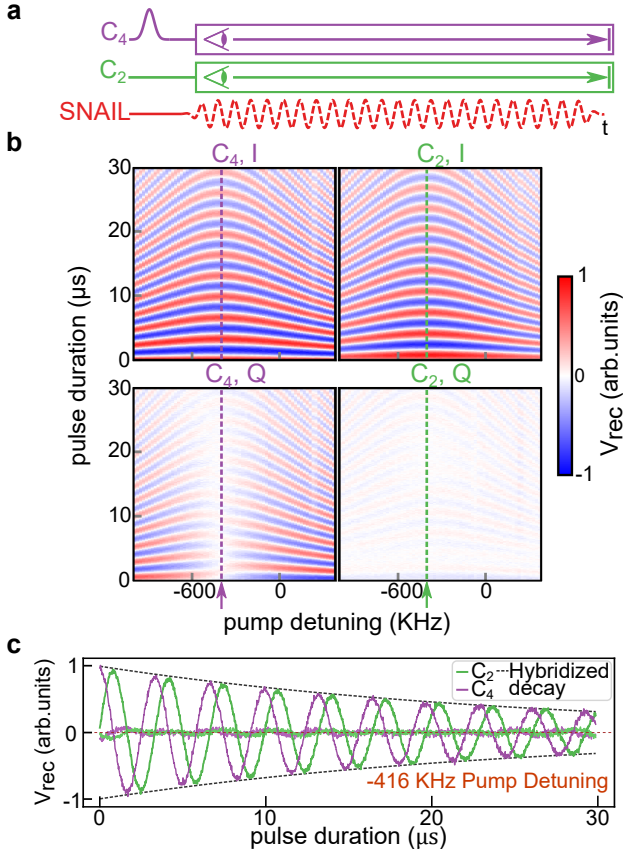 a
C₄
C₂
SNAIL
t
b
C₄, I
C₂, I
30
20
10
0
C₄, Q
C₂, Q
30
20
10
0
-600
0
-600
0
pulse duration (μs)
pump detuning (KHz)
1
0
-1
V_rec (arb.units)
c
C₂
Hybridized
C₄
decay
1
0
-1
V_rec (arb.units)
-416 KHz Pump Detuning
0
10
20
30
pulse duration (μs)